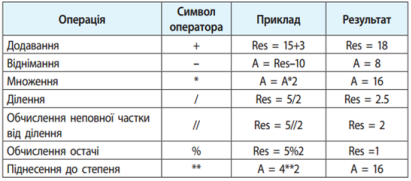 Операція Символ оператора Приклад Результат
Додавання + Res = 15+3 Res = 18
Віднімання – A = Res–10 A = 8
Множення * A = A*2 A = 16
Ділення / Res = 5/2 Res = 2.5
Обчислення неповної частки від ділення // Res = 5//2 Res = 2
Обчислення остачі % Res = 5%2 Res =1
Піднесення до степеня ** A = 4**2 A = 16